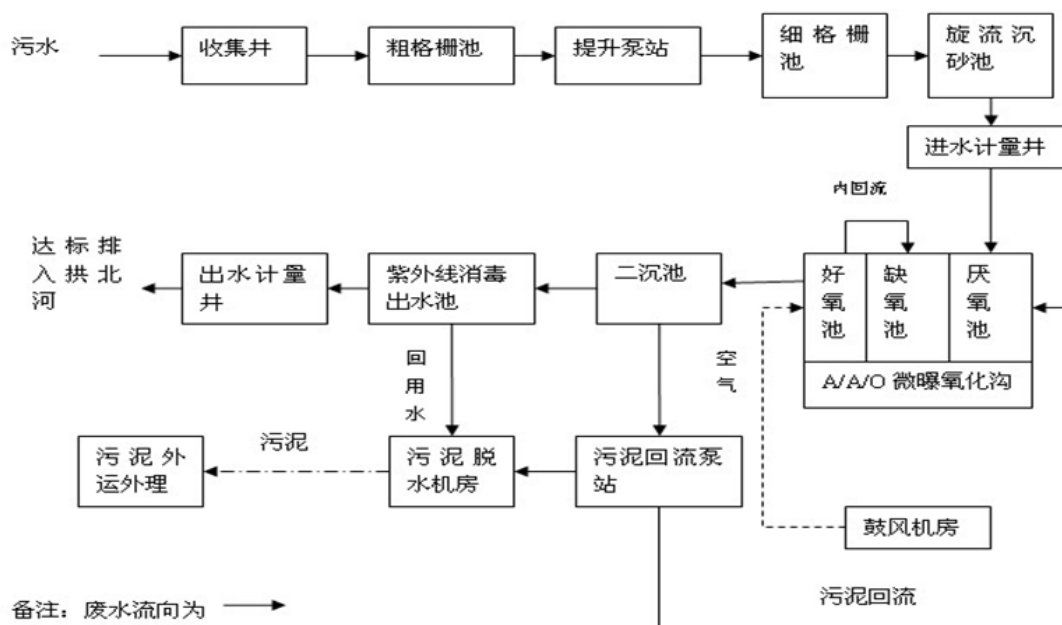 污水
收集井
粗格栅池
提升泵站
细格栅
池
旋流沉
砂池
进水计量井
内回流
达标排
入拱北
河
出水计量
井
紫外线消毒
出水池
二沉池
好
氧
池
缺
氧
池
厌
氧
池
A/A/O 微曝氧化沟
回
用
水
空
气
污泥外
运外理
污泥
污泥脱
水机房
污泥回流泵
站
鼓风机房
污泥回流
备注：废水流向为